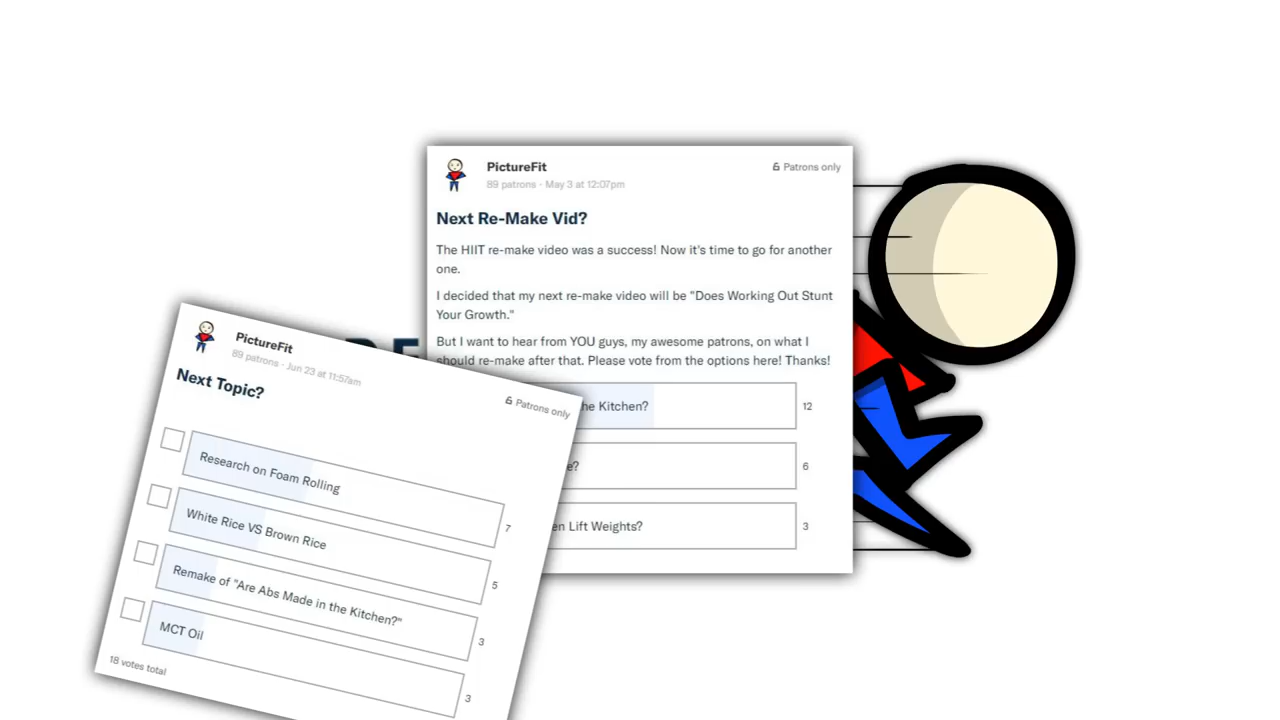 PictureFit
89 patrons · May 3 at 12:07pm
Patrons only
Next Re-Make Vid?
The HIIT re-make video was a success! Now it's time to go for another
one.
I decided that my next re-make video will be "Does Working Out Stunt
Your Growth."
But I want to hear from YOU guys, my awesome patrons, on what I
should re-make after that. Please vote from the options here! Thanks!
the Kitchen?
12
6
Lift Weights?
3
PictureFit
89 patrons · Jun 23 at 11:57am
Patrons only
Next Topic?
Research on Foam Rolling
7
White Rice VS Brown Rice
5
Remake of "Are Abs Made in the Kitchen?"
3
MCT Oil
3
18 votes total